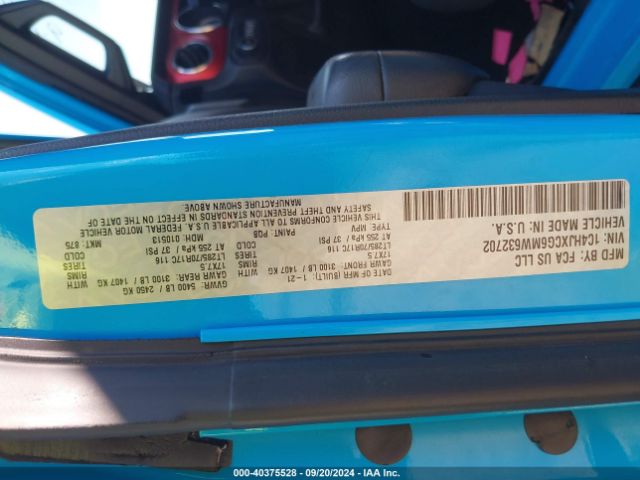 MFD BY: FCA US LLC
DATE OF MFR (BUILT): 1-21
GVWR: 5400 LB / 2450 KG
GAWR FRONT 3100 LB / 1407 KG
GAWR REAR 3100 LB / 1407 KG
17X7.5
17X7.5
LT285/70R17C 116
TIRES
LT285/70R17C 116
TIRES
AT 255 kPa / 37 PSI
COLD
AT 255 kPa / 37 PSI
COLD
TYPE MPV
PAINT: PQB
MDH: 010513
MKT: 875
THIS VEHICLE CONFORMS TO ALL APPLICABLE U.S.A. FEDERAL MOTOR VEHICLE
SAFETY AND THEFT PREVENTION STANDARDS IN EFFECT ON THE DATE OF
MANUFACTURE SHOWN ABOVE.
VEHICLE MADE IN: U.S.A.
VIN: 1C4HJXCG6MW632702
000-40375528 - 09/20/2024 - IAA Inc.